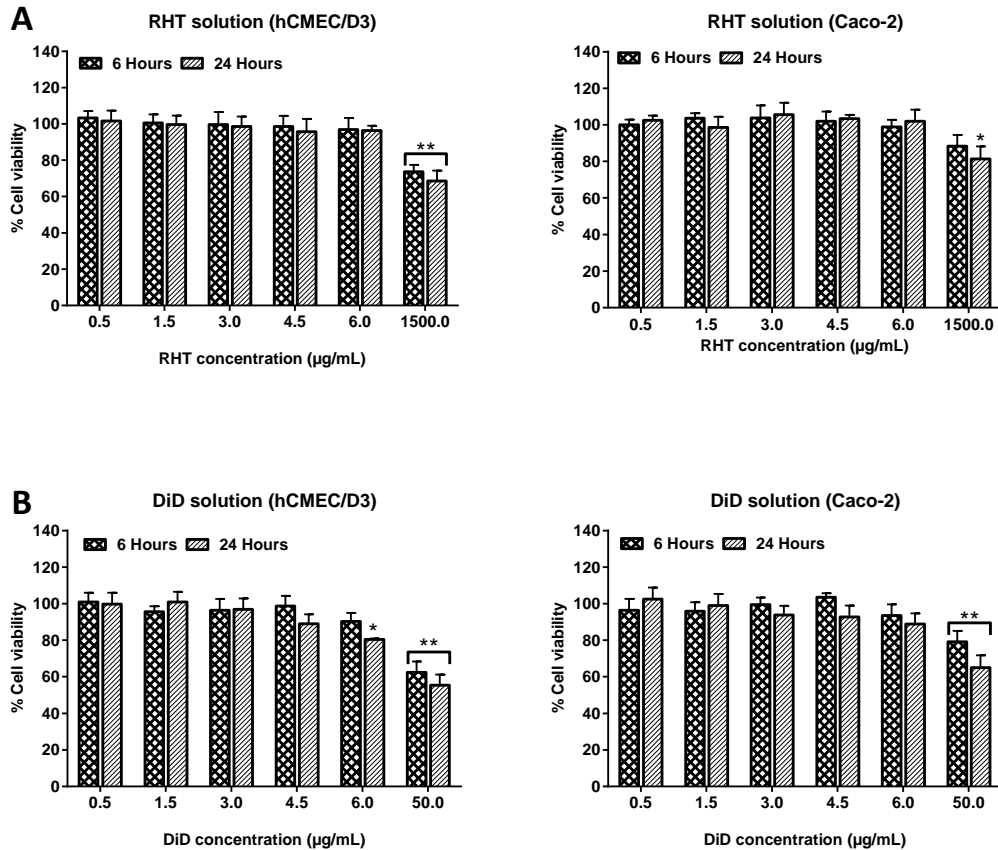 A
RHT solution (hCMEC/D3)
6 Hours 24 Hours
% Cell viability
140
120
100
80
60
40
20
0
**
0.5 1.5 3.0 4.5 6.0 1500.0
RHT concentration (µg/mL)
RHT solution (Caco-2)
6 Hours 24 Hours
% Cell viability
140
120
100
80
60
40
20
0
*
0.5 1.5 3.0 4.5 6.0 1500.0
RHT concentration (µg/mL)
B
DiD solution (hCMEC/D3)
6 Hours 24 Hours
% Cell viability
140
120
100
80
60
40
20
0
*
**
0.5 1.5 3.0 4.5 6.0 50.0
DiD concentration (µg/mL)
DiD solution (Caco-2)
6 Hours 24 Hours
% Cell viability
140
120
100
80
60
40
20
0
**
0.5 1.5 3.0 4.5 6.0 50.0
DiD concentration (µg/mL)